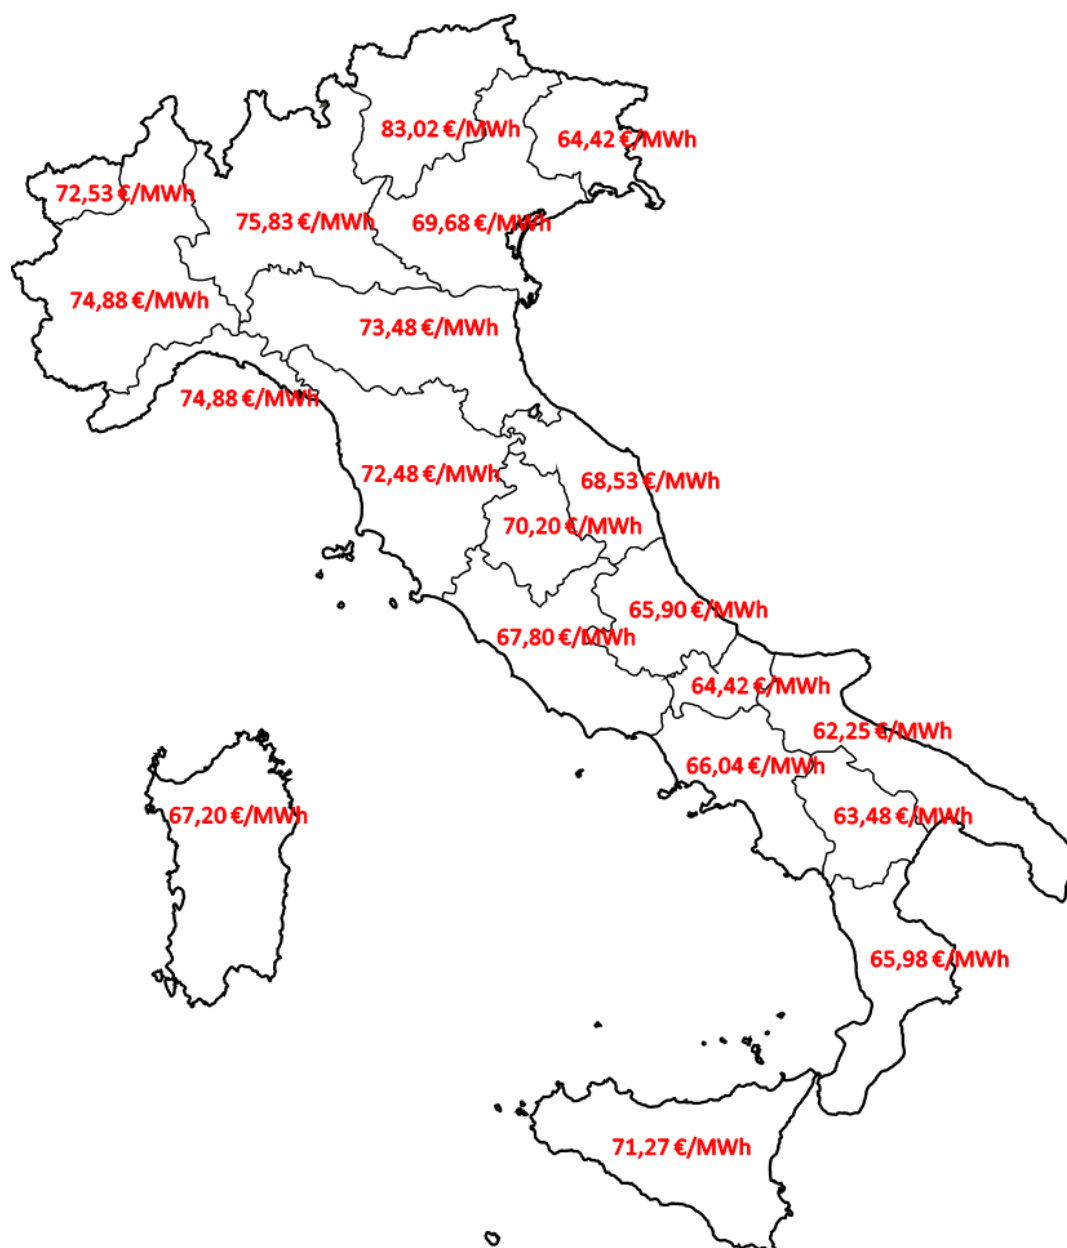 83,02 €/MWh
64,42 €/MWh
72,53 €/MWh
75,83 €/MWh
69,68 €/MWh
74,88 €/MWh
73,48 €/MWh
74,88 €/MWh
72,48 €/MWh
68,53 €/MWh
70,20 €/MWh
65,90 €/MWh
67,80 €/MWh
64,42 €/MWh
62,25 €/MWh
66,04 €/MWh
67,20 €/MWh
63,48 €/MWh
65,98 €/MWh
71,27 €/MWh